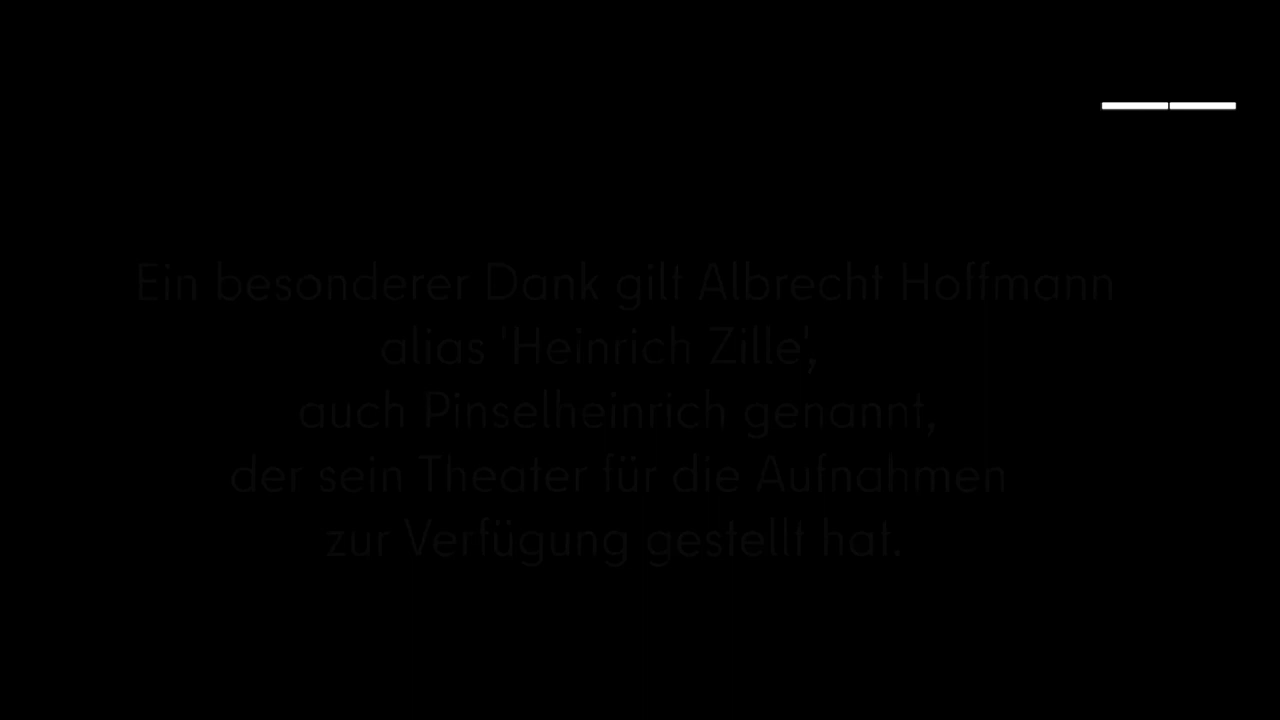 Ein besonderer Dank gilt Albrecht Hoffmann
alias 'Heinrich Zille',
auch Pinselheinrich genannt,
der sein Theater für die Aufnahmen
zur Verfügung gestellt hat.